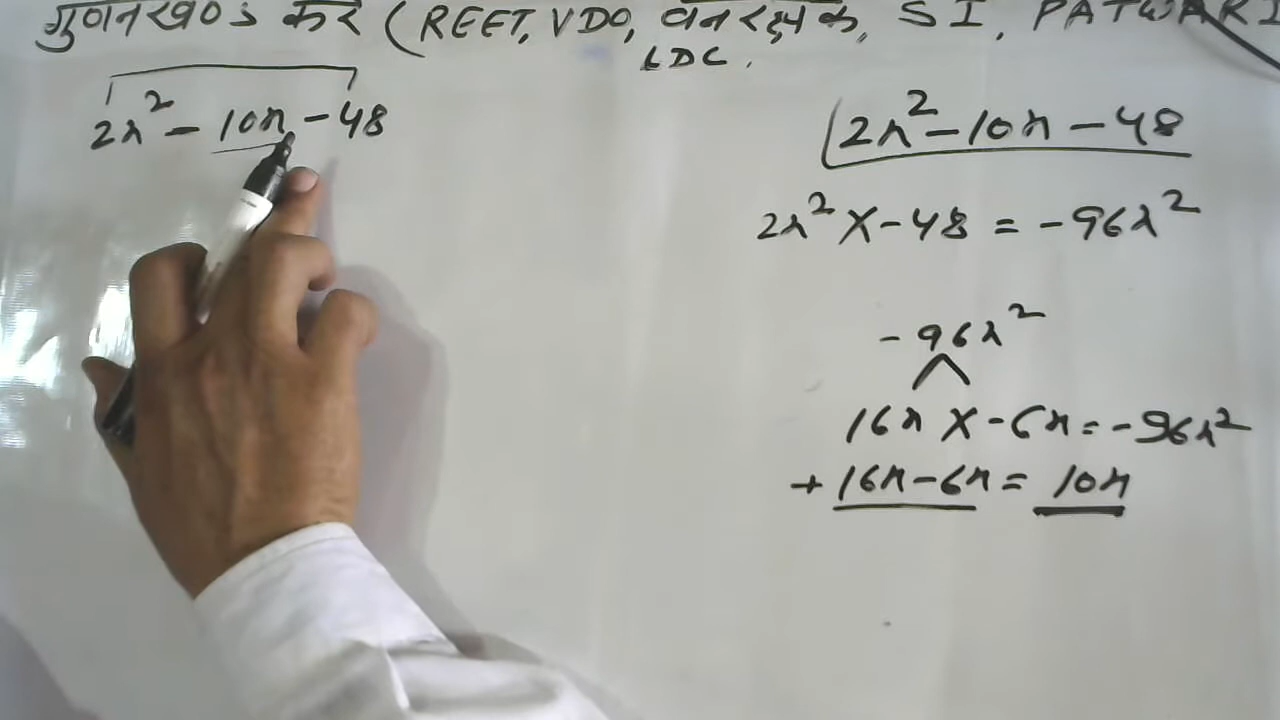 गुणनखण्ड करे (REET, VDO, वनरक्षक, SI, PATWARI
LDC.
2x² - 10x - 48
2x² - 10x - 48
2x² X - 48 = - 96x²
- 96x²
16x X - 6x = - 96x²
+ 16x - 6x = 10x